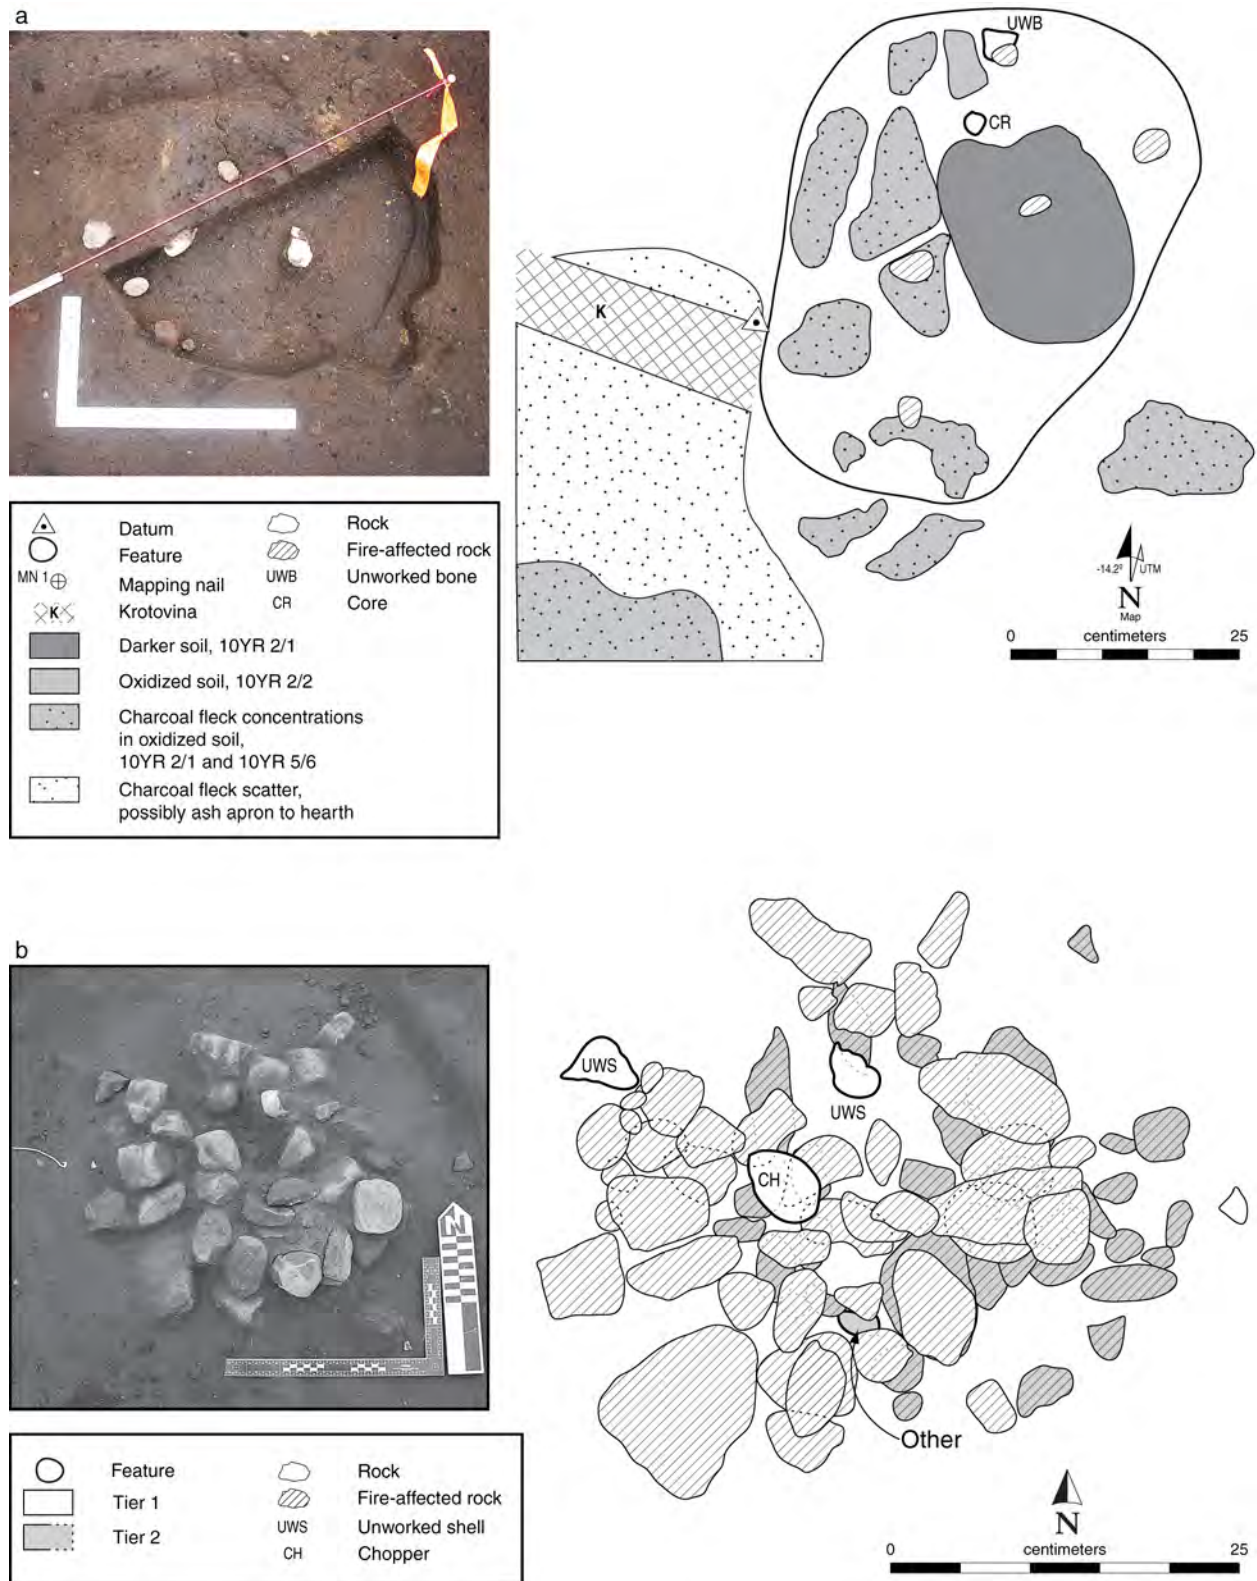 a
UWB
CR
K
Datum
Feature
MN 1
Mapping nail
K
Krotovina
Darker soil, 10YR 2/1
Oxidized soil, 10YR 2/2
Charcoal fleck concentrations
in oxidized soil,
10YR 2/1 and 10YR 5/6
Charcoal fleck scatter,
possibly ash apron to hearth
Rock
Fire-affected rock
UWB
Unworked bone
CR
Core
-14.2º
UTM
N
Map
0 centimeters 25
b
N
UWS
UWS
CH
Other
Feature
Tier 1
Tier 2
Rock
Fire-affected rock
UWS
Unworked shell
CH
Chopper
N
0 centimeters 25